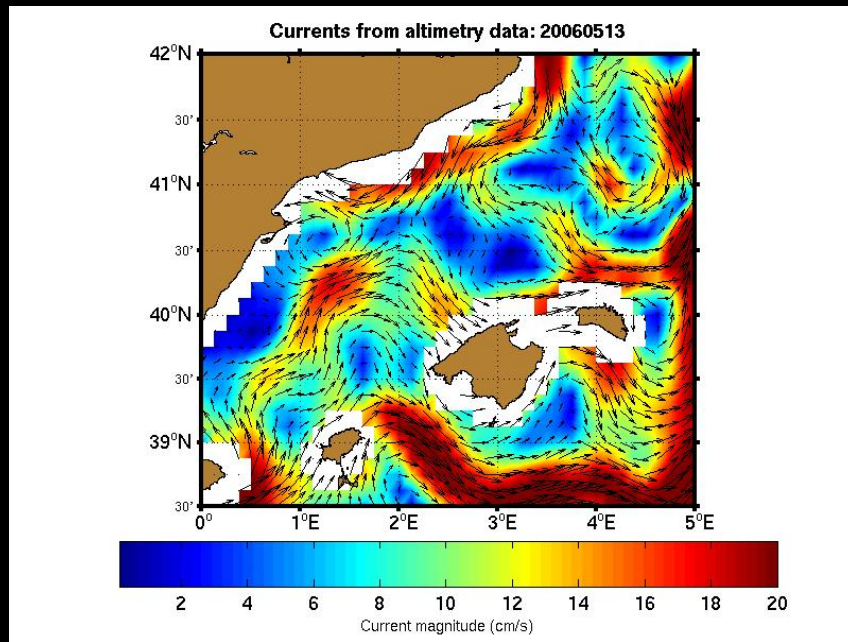 Currents from altimetry data: 20060513
42°N
30'
41°N
30'
40°N
30'
39°N
30'
0° 1°E 2°E 3°E 4°E 5°E
2 4 6 8 10 12 14 16 18 20
Current magnitude (cm/s)